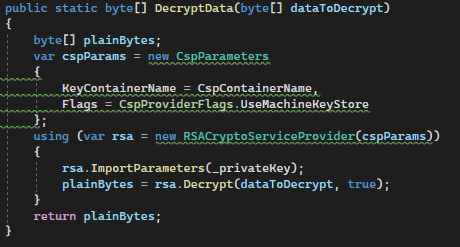 public static byte[] DecryptData(byte[] dataToDecrypt)
{
    byte[] plainBytes;
    var cspParams = new CspParameters
    {
        KeyContainerName = CspContainerName,
        Flags = CspProviderFlags.UseMachineKeyStore
    };
    using (var rsa = new RSACryptoServiceProvider(cspParams))
    {
        rsa.ImportParameters(_privateKey);
        plainBytes = rsa.Decrypt(dataToDecrypt, true);
    }
    return plainBytes;
}